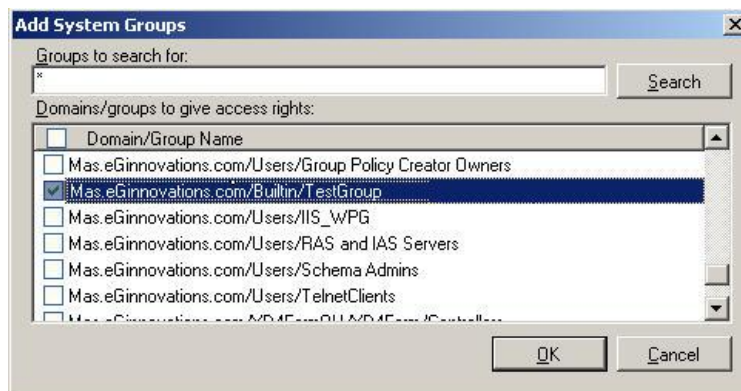 Add System Groups
Groups to search for:
*
Search
Domains/groups to give access rights:
Domain/Group Name
Mas.eGinnovations.com/Users/Group Policy Creator Owners
Mas.eGinnovations.com/Builtin/TestGroup
Mas.eGinnovations.com/Users/IIS_WPG
Mas.eGinnovations.com/Users/RAS and IAS Servers
Mas.eGinnovations.com/Users/Schema Admins
Mas.eGinnovations.com/Users/TelnetClients
OK
Cancel